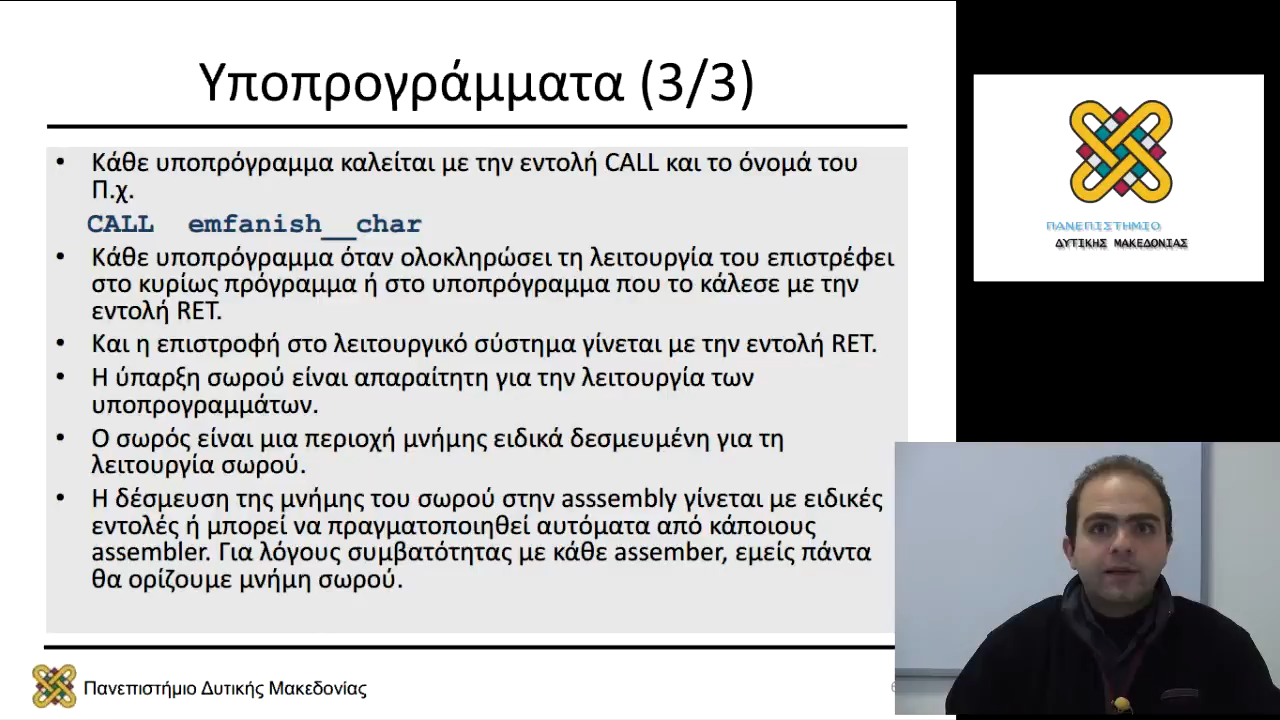 Υποπρογράμματα (3/3)
• Κάθε υποπρόγραμμα καλείται με την εντολή CALL και το όνομά του
Π.χ.
CALL emfanish__char
• Κάθε υποπρόγραμμα όταν ολοκληρώσει τη λειτουργία του επιστρέφει
στο κυρίως πρόγραμμα ή στο υποπρόγραμμα που το κάλεσε με την
εντολή RET.
• Και η επιστροφή στο λειτουργικό σύστημα γίνεται με την εντολή RET.
• Η ύπαρξη σωρού είναι απαραίτητη για την λειτουργία των
υποπρογραμμάτων.
• Ο σωρός είναι μια περιοχή μνήμης ειδικά δεσμευμένη για τη
λειτουργία σωρού.
• Η δέσμευση της μνήμης του σωρού στην asssembly γίνεται με ειδικές
εντολές ή μπορεί να πραγματοποιηθεί αυτόματα από κάποιους
assembler. Για λόγους συμβατότητας με κάθε assember, εμείς πάντα
θα ορίζουμε μνήμη σωρού.
Πανεπιστήμιο Δυτικής Μακεδονίας
ΠΑΝΕΠΙΣΤΗΜΙΟ
ΔΥΤΙΚΗΣ ΜΑΚΕΔΟΝΙΑΣ